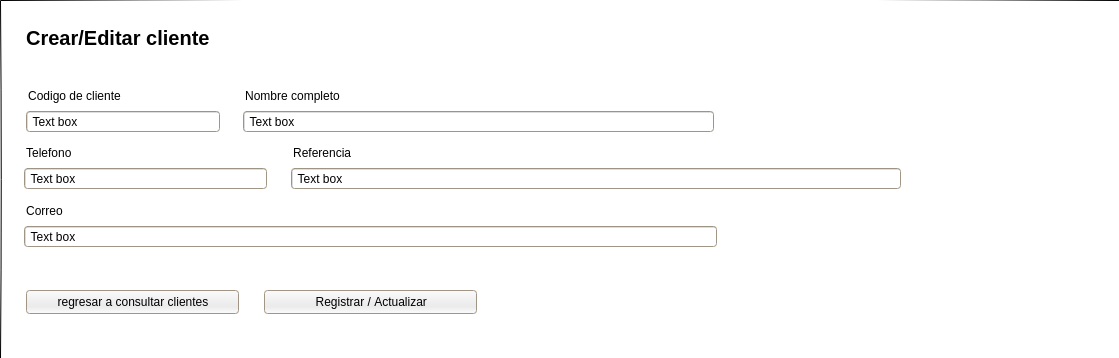 Crear/Editar cliente
Codigo de cliente Nombre completo
Text box Text box
Telefono Referencia
Text box Text box
Correo
Text box
regresar a consultar clientes Registrar / Actualizar